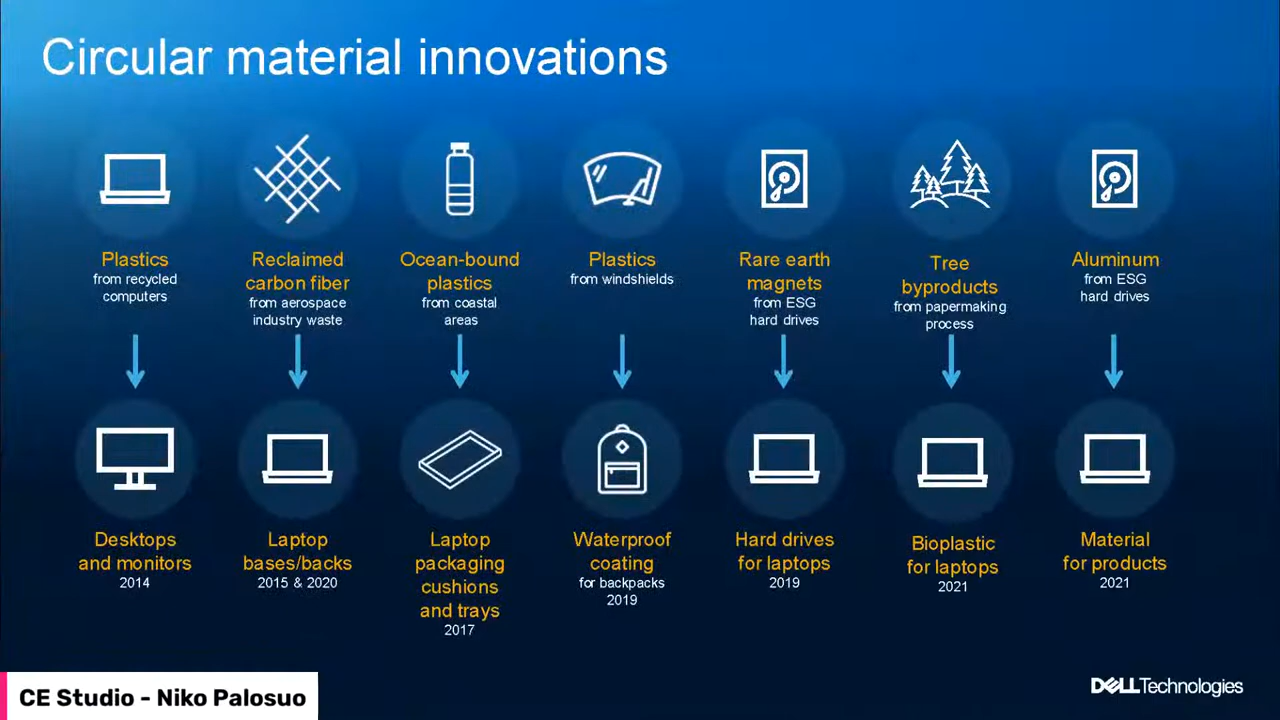 Circular material innovations
Plastics
from recycled
computers
Reclaimed
carbon fiber
from aerospace
industry waste
Ocean-bound
plastics
from coastal
areas
Plastics
from windshields
Rare earth
magnets
from ESG
hard drives
Tree
byproducts
from papermaking
process
Aluminum
from ESG
hard drives
Desktops
and monitors
2014
Laptop
bases/backs
2015 & 2020
Laptop
packaging
cushions
and trays
2017
Waterproof
coating
for backpacks
2019
Hard drives
for laptops
2019
Bioplastic
for laptops
2021
Material
for products
2021
CE Studio - Niko Palosuo
DELLTechnologies